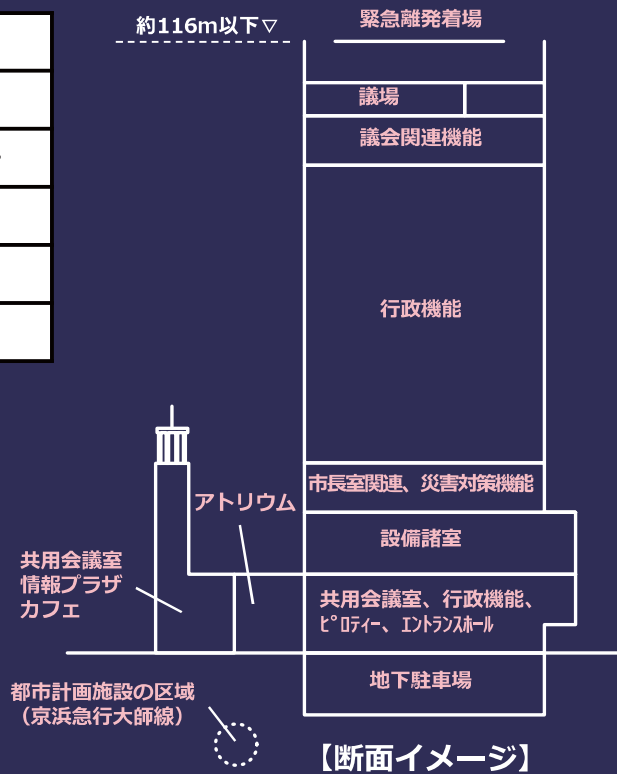 約116m以下▽
緊急離発着場
議場
議会関連機能
行政機能
市長室関連、災害対策機能
アトリウム
設備諸室
共用会議室
情報プラザ
カフェ
共用会議室、行政機能、
ﾋﾟﾛﾃｨｰ、ｴﾝﾄﾗﾝｽﾎｰﾙ
地下駐車場
都市計画施設の区域
（京浜急行大師線）
【断面イメージ】